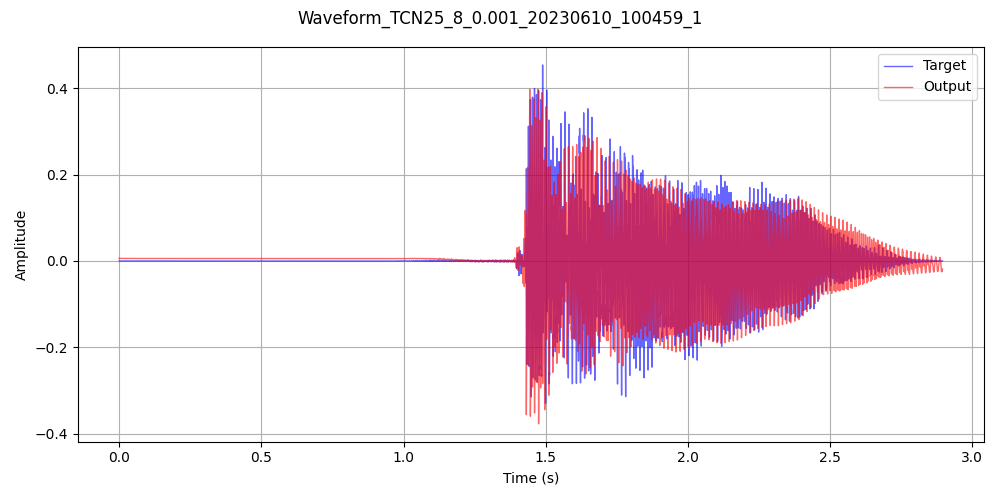 Waveform_TCN25_8_0.001_20230610_100459_1
Target
Output
0.4
0.2
0.0
−0.2
−0.4
Amplitude
0.0 0.5 1.0 1.5 2.0 2.5 3.0
Time (s)